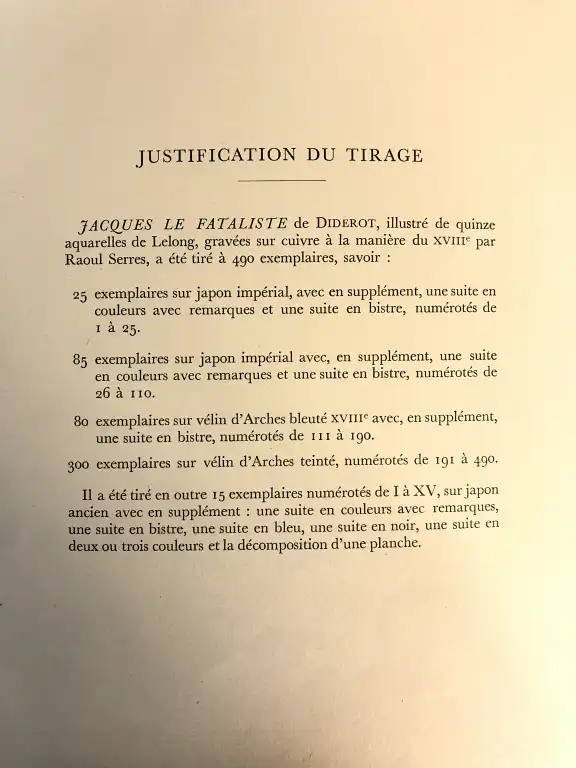 JUSTIFICATION DU TIRAGE
JACQUES LE FATALISTE de DIDEROT, illustré de quinze
aquarelles de Lelong, gravées sur cuivre à la manière du XVIIIe par
Raoul Serres, a été tiré à 490 exemplaires, savoir :
25 exemplaires sur japon impérial, avec en supplément, une suite en
couleurs avec remarques et une suite en bistre, numérotés de
1 à 25.
85 exemplaires sur japon impérial avec, en supplément, une suite
en couleurs avec remarques et une suite en bistre, numérotés de
26 à 110.
80 exemplaires sur vélin d'Arches bleuté XVIIIe avec, en supplément,
une suite en bistre, numérotés de 111 à 190.
300 exemplaires sur vélin d'Arches teinté, numérotés de 191 à 490.
Il a été tiré en outre 15 exemplaires numérotés de I à XV, sur japon
ancien avec en supplément : une suite en couleurs avec remarques,
une suite en bistre, une suite en bleu, une suite en noir, une suite en
deux ou trois couleurs et la décomposition d'une planche.